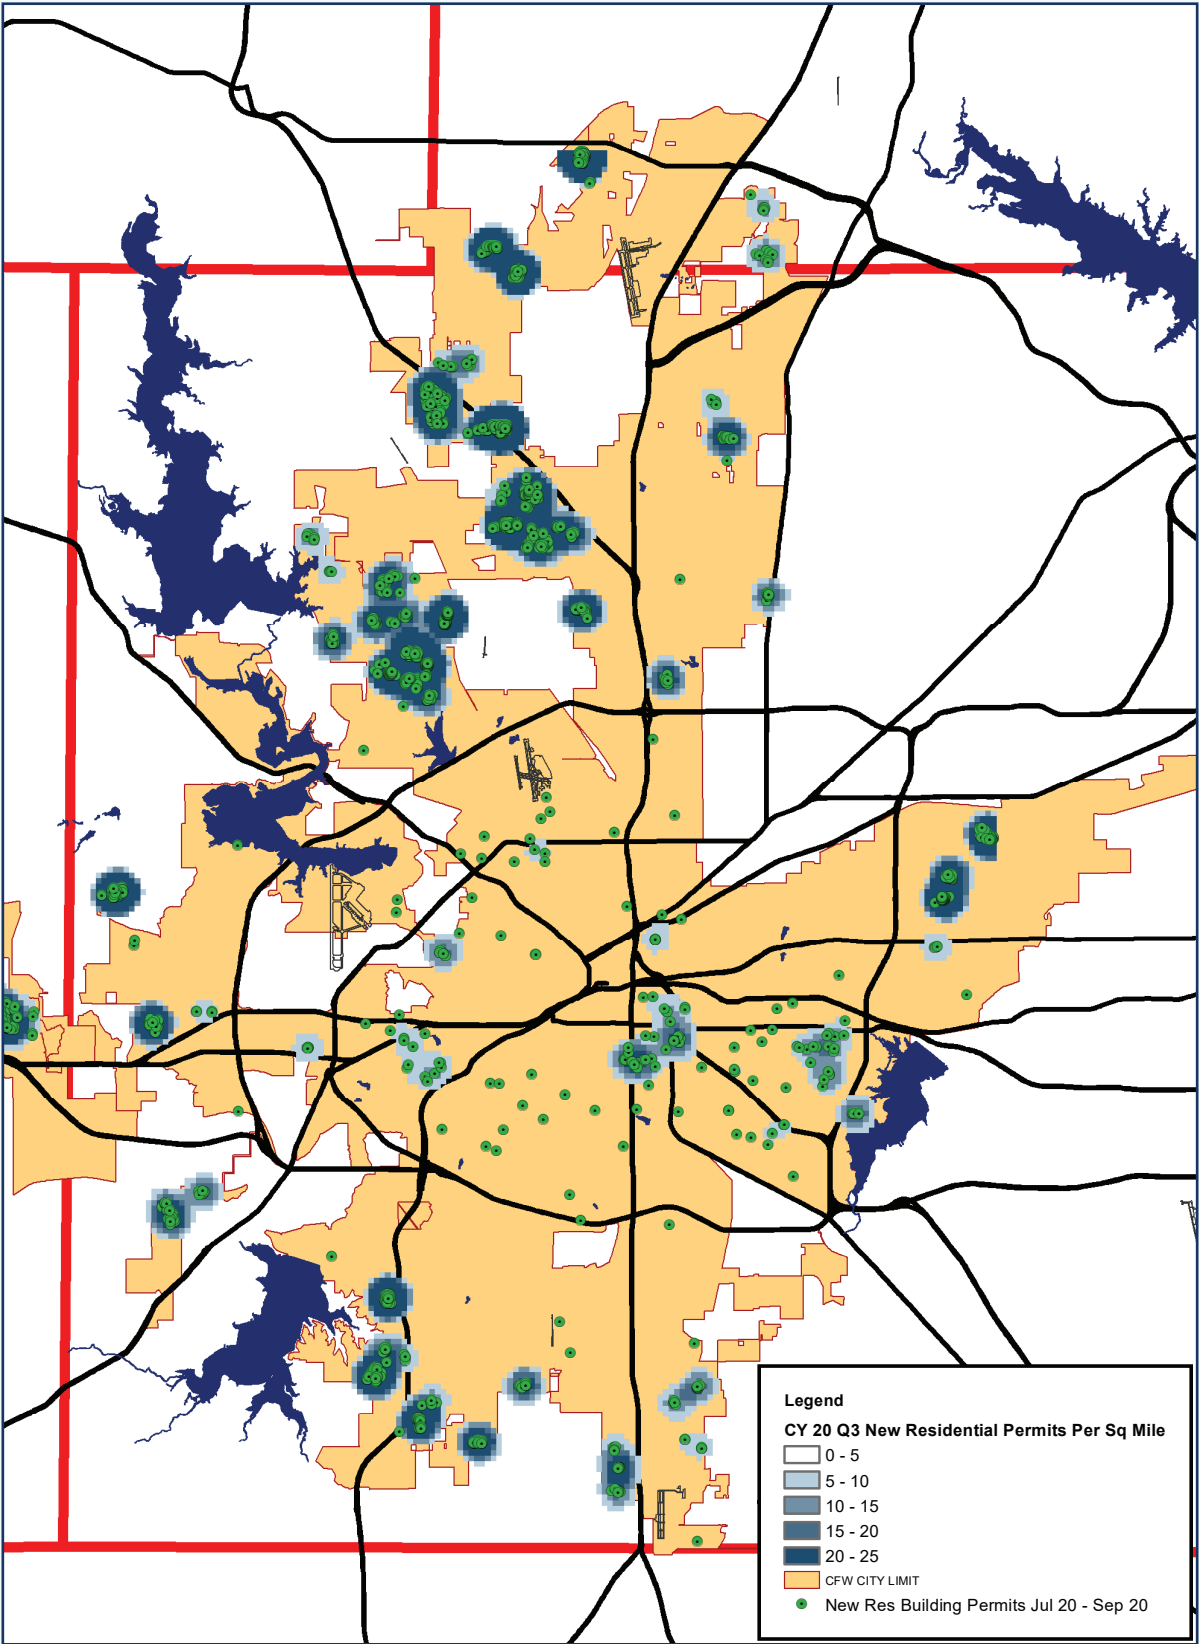 Legend
CY 20 Q3 New Residential Permits Per Sq Mile
0 - 5
5 - 10
10 - 15
15 - 20
20 - 25
CFW CITY LIMIT
New Res Building Permits Jul 20 - Sep 20